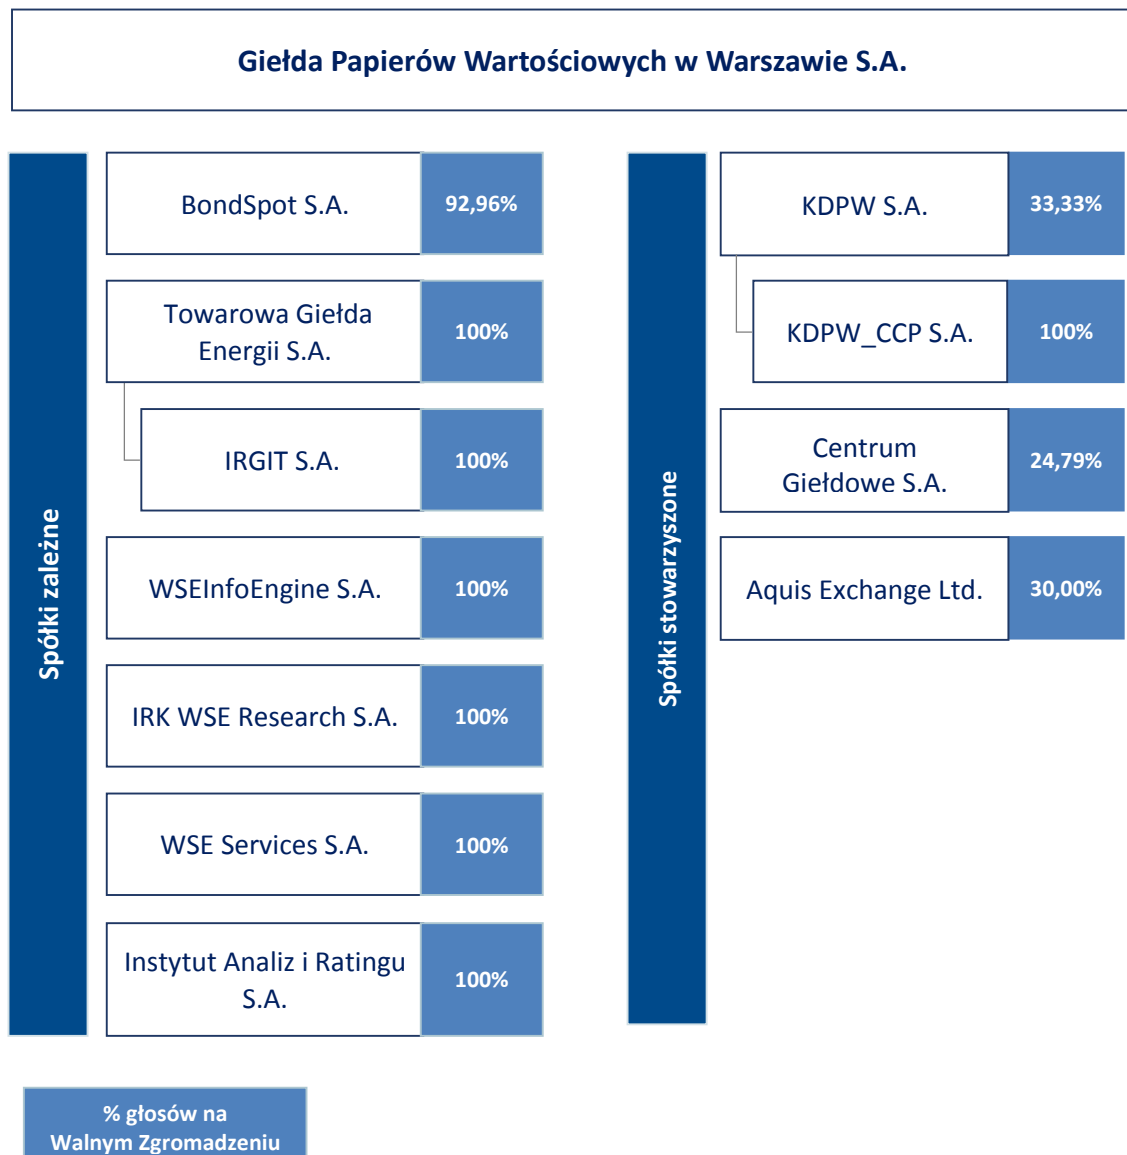 Giełda Papierów Wartościowych w Warszawie S.A.
Spółki zależne
BondSpot S.A.
92,96%
Towarowa Giełda
Energii S.A.
100%
IRGIT S.A.
100%
WSEInfoEngine S.A.
100%
IRK WSE Research S.A.
100%
WSE Services S.A.
100%
Instytut Analiz i Ratingu
S.A.
100%
Spółki stowarzyszone
KDPW S.A.
33,33%
KDPW_CCP S.A.
100%
Centrum
Giełdowe S.A.
24,79%
Aquis Exchange Ltd.
30,00%
% głosów na
Walnym Zgromadzeniu